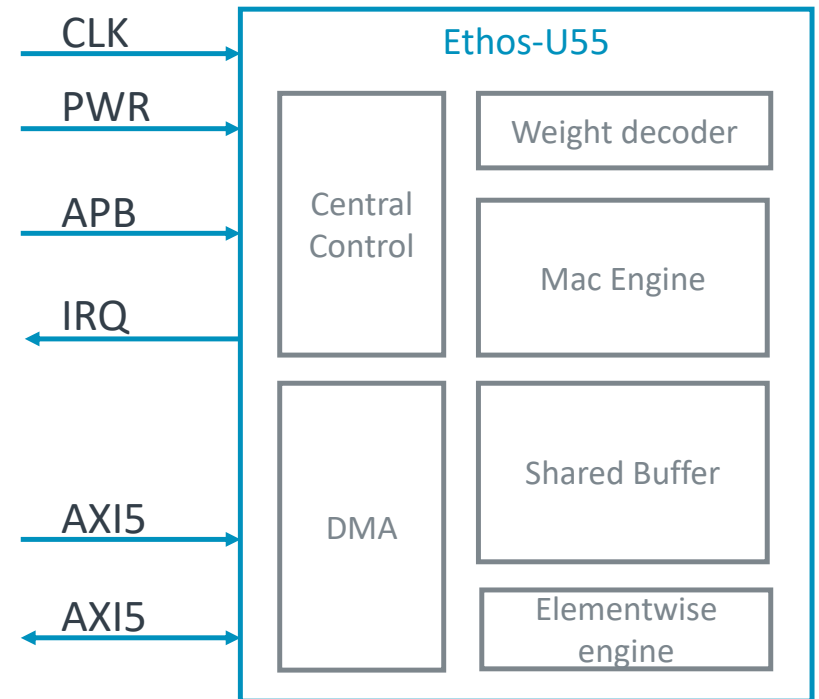 CLK
PWR
APB
IRQ
AXI5
AXI5
Ethos-U55
Central
Control
DMA
Weight decoder
Mac Engine
Shared Buffer
Elementwise
engine